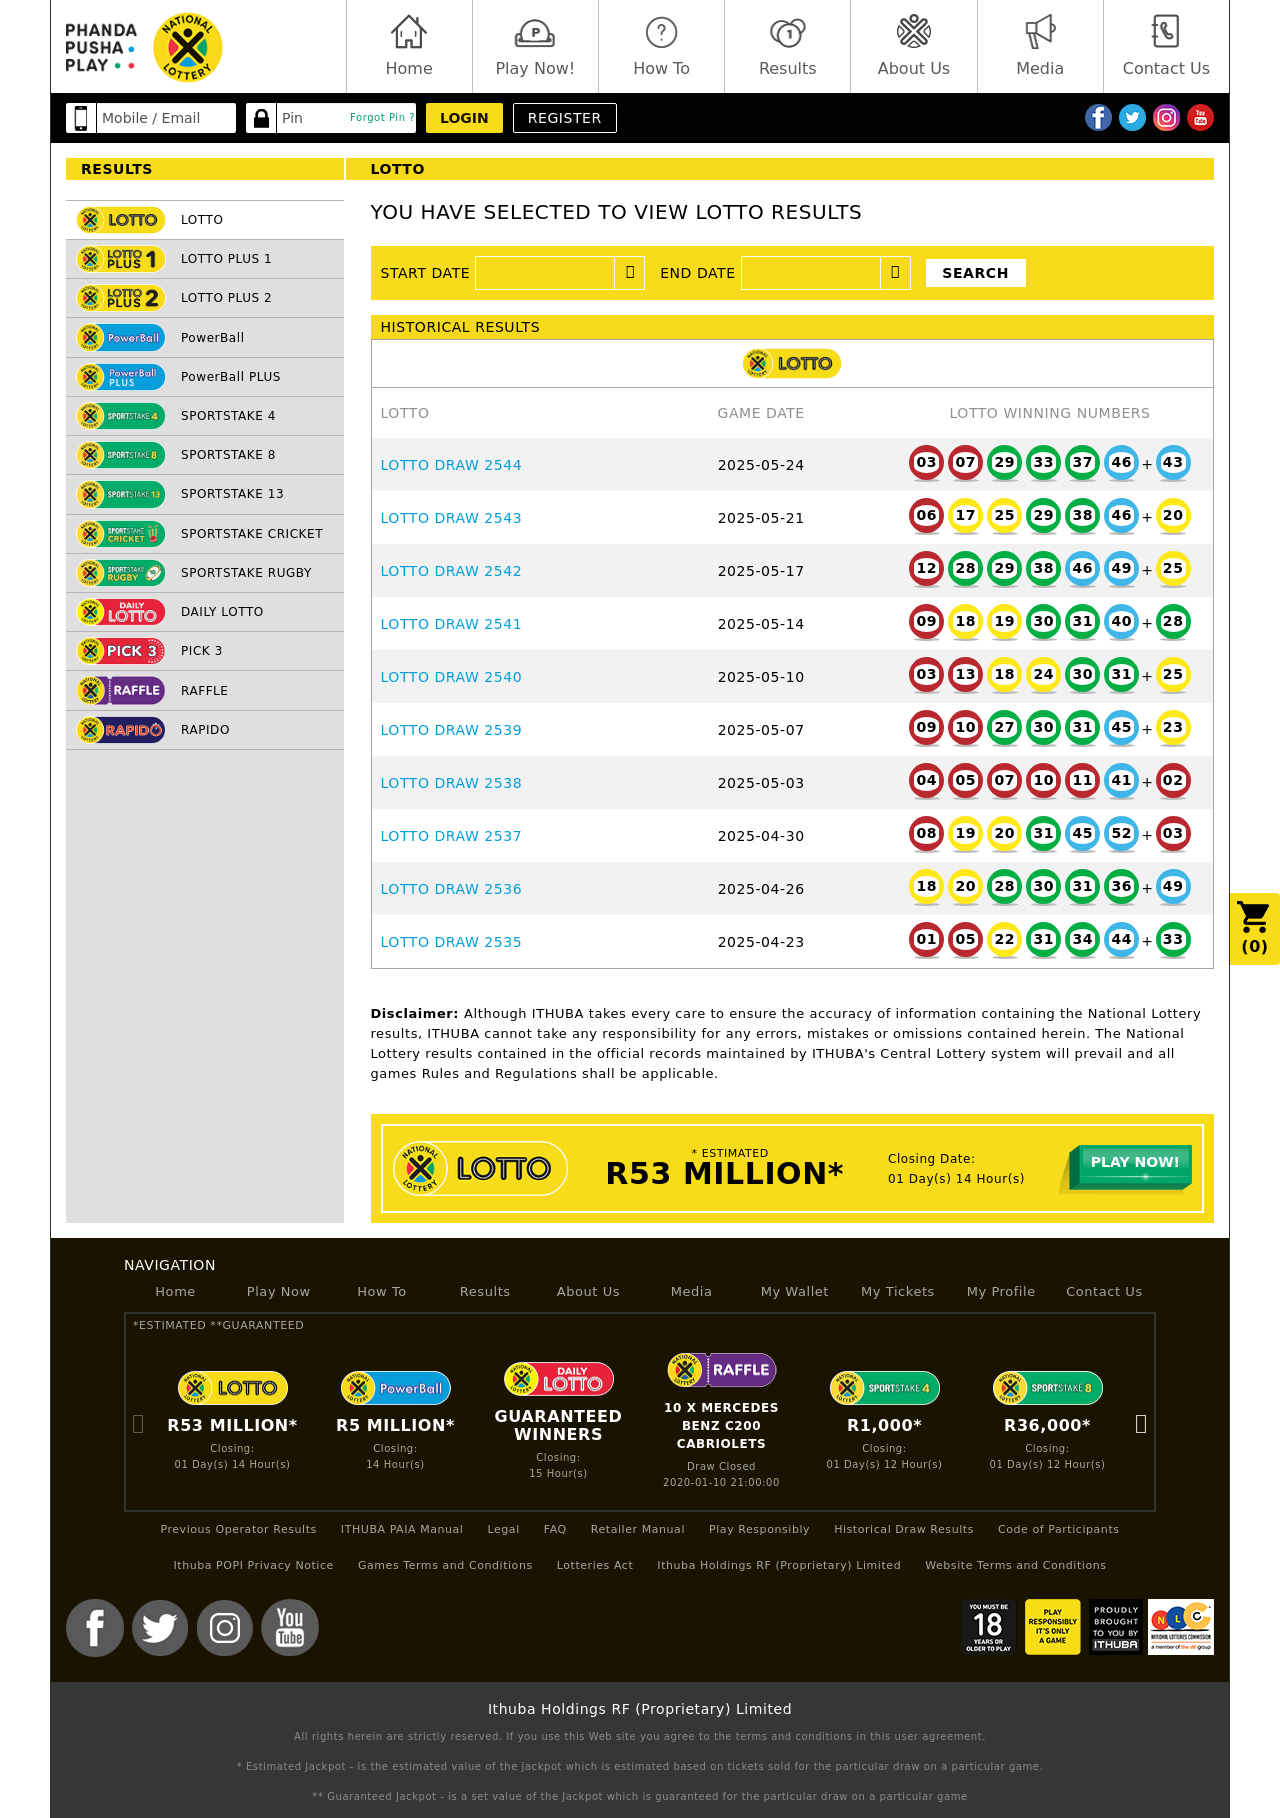 PHANDA
PUSHA
PLAY
NATIONAL
LOTTERY
P
1
Home
Play Now!
How To
Results
About Us
Media
Contact Us
Mobile / Email
Pin
Forgot Pin ?
LOGIN
REGISTER
RESULTS
LOTTO
LOTTO
LOTTO
LOTTO PLUS 1
LOTTO PLUS 1
LOTTO PLUS 2
LOTTO PLUS 2
PowerBall
PowerBall
PowerBall PLUS
PowerBall PLUS
SPORTSTAKE 4
SPORTSTAKE 4
SPORTSTAKE 8
SPORTSTAKE 8
SPORTSTAKE 13
SPORTSTAKE 13
SPORTSTAKE CRICKET
SPORTSTAKE CRICKET
SPORTSTAKE RUGBY
SPORTSTAKE RUGBY
DAILY LOTTO
DAILY LOTTO
PICK 3
PICK 3
RAFFLE
RAFFLE
RAPIDO
RAPIDO
YOU HAVE SELECTED TO VIEW LOTTO RESULTS
START DATE
END DATE
SEARCH
HISTORICAL RESULTS
NATIONAL LOTTERY LOTTO
LOTTO GAME DATE LOTTO WINNING NUMBERS
LOTTO DRAW 2544 2025-05-24 03 07 29 33 37 46 + 43
LOTTO DRAW 2543 2025-05-21 06 17 25 29 38 46 + 20
LOTTO DRAW 2542 2025-05-17 12 28 29 38 46 49 + 25
LOTTO DRAW 2541 2025-05-14 09 18 19 30 31 40 + 28
LOTTO DRAW 2540 2025-05-10 03 13 18 24 30 31 + 25
LOTTO DRAW 2539 2025-05-07 09 10 27 30 31 45 + 23
LOTTO DRAW 2538 2025-05-03 04 05 07 10 11 41 + 02
LOTTO DRAW 2537 2025-04-30 08 19 20 31 45 52 + 03
LOTTO DRAW 2536 2025-04-26 18 20 28 30 31 36 + 49
LOTTO DRAW 2535 2025-04-23 01 05 22 31 34 44 + 33
(0)
Disclaimer: Although ITHUBA takes every care to ensure the accuracy of information containing the National Lottery
results, ITHUBA cannot take any responsibility for any errors, mistakes or omissions contained herein. The National
Lottery results contained in the official records maintained by ITHUBA's Central Lottery system will prevail and all
games Rules and Regulations shall be applicable.
NATIONAL LOTTERY LOTTO
* ESTIMATED
R53 MILLION*
Closing Date:
01 Day(s) 14 Hour(s)
PLAY NOW!
NAVIGATION
Home Play Now How To Results About Us Media My Wallet My Tickets My Profile Contact Us
*ESTIMATED **GUARANTEED
LOTTO
R53 MILLION*
Closing:
01 Day(s) 14 Hour(s)
PowerBall
R5 MILLION*
Closing:
14 Hour(s)
DAILY LOTTO
GUARANTEED
WINNERS
Closing:
15 Hour(s)
RAFFLE
10 X MERCEDES
BENZ C200
CABRIOLETS
Draw Closed
2020-01-10 21:00:00
SPORTSTAKE 4
R1,000*
Closing:
01 Day(s) 12 Hour(s)
SPORTSTAKE 8
R36,000*
Closing:
01 Day(s) 12 Hour(s)
Previous Operator Results ITHUBA PAIA Manual Legal FAQ Retailer Manual Play Responsibly Historical Draw Results Code of Participants
Ithuba POPI Privacy Notice Games Terms and Conditions Lotteries Act Ithuba Holdings RF (Proprietary) Limited Website Terms and Conditions
You
Tube
YOU MUST BE
18
YEARS OR
OLDER TO PLAY
PLAY
RESPONSIBLY
IT'S ONLY
A GAME
PROUDLY
BROUGHT
TO YOU BY
ITHUBA
NLC
NATIONAL LOTTERIES COMMISSION
a member of the dti group
Ithuba Holdings RF (Proprietary) Limited
All rights herein are strictly reserved. If you use this Web site you agree to the terms and conditions in this user agreement.
* Estimated Jackpot - is the estimated value of the jackpot which is estimated based on tickets sold for the particular draw on a particular game.
** Guaranteed Jackpot - is a set value of the Jackpot which is guaranteed for the particular draw on a particular game